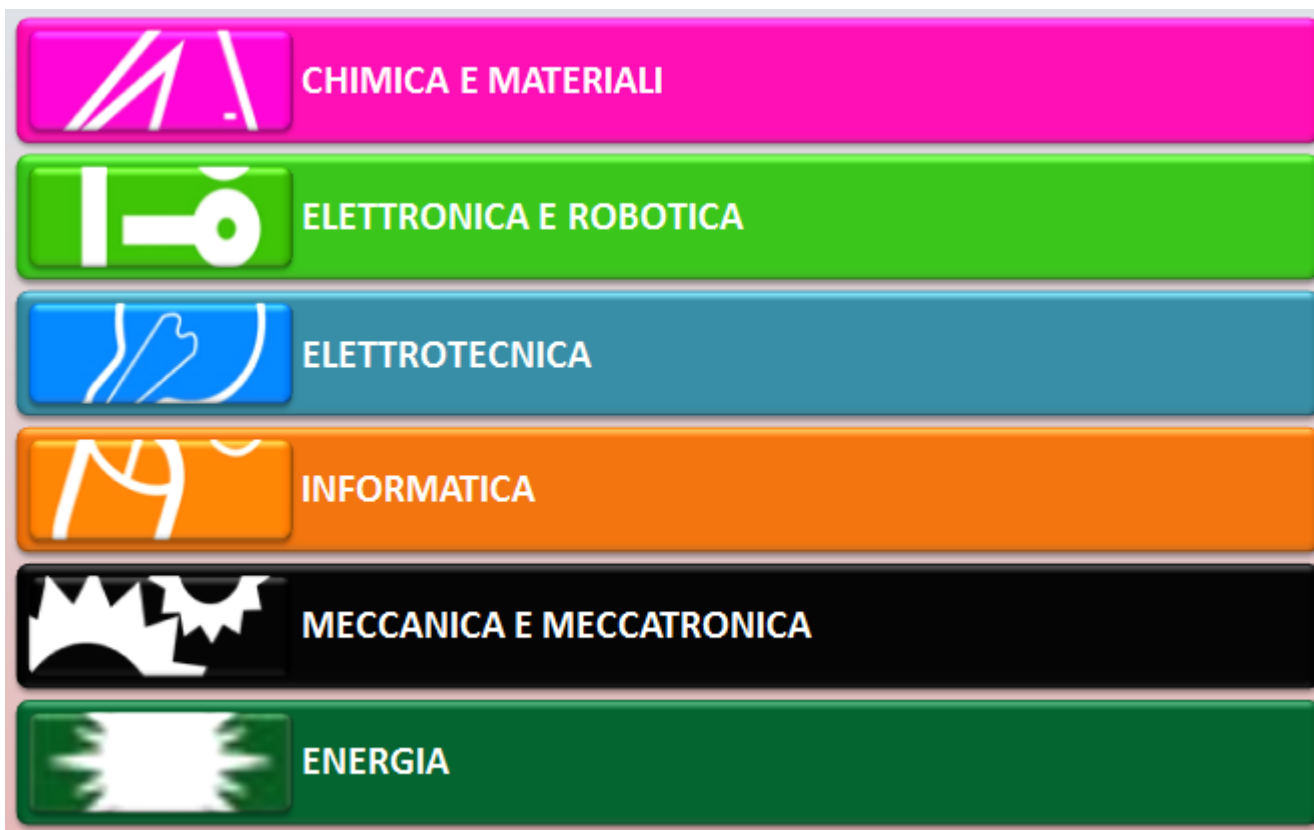 CHIMICA E MATERIALI
ELETTRONICA E ROBOTICA
ELETTROTECNICA
INFORMATICA
MECCANICA E MECCATRONICA
ENERGIA